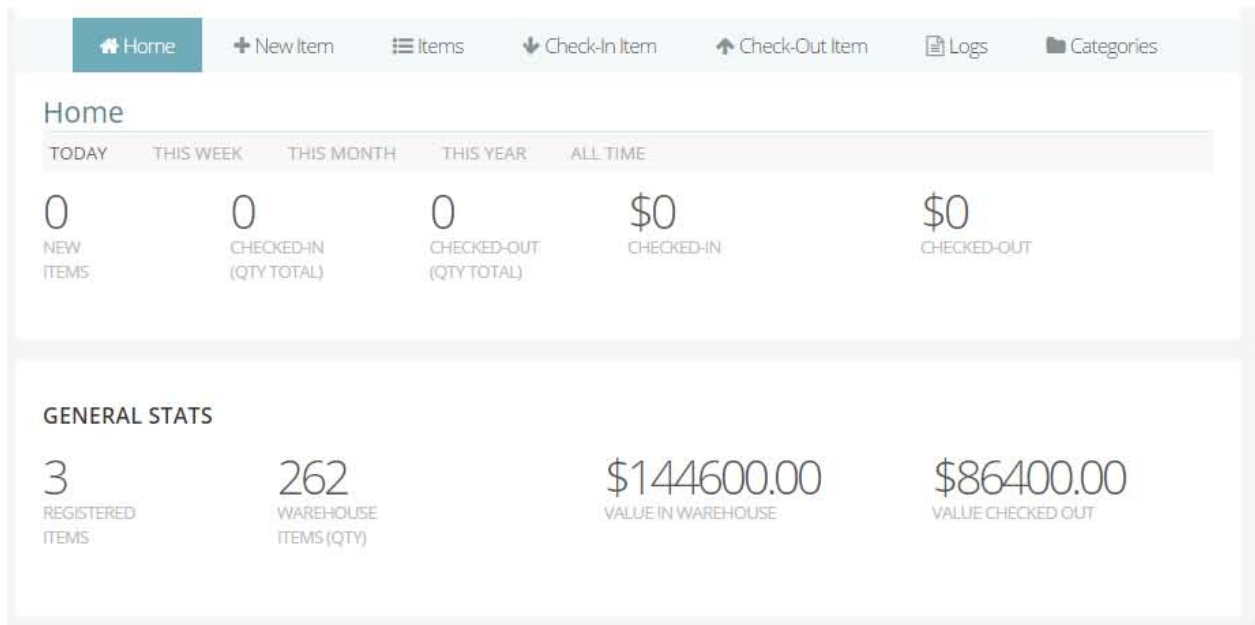 Home New Item Items Check-In Item Check-Out Item Logs Categories
Home
TODAY THIS WEEK THIS MONTH THIS YEAR ALL TIME
0 0 0 $0 $0
NEW CHECKED-IN CHECKED-OUT CHECKED-IN CHECKED-OUT
ITEMS (QTY TOTAL) (QTY TOTAL)
GENERAL STATS
3 262 $144600.00 $86400.00
REGISTERED WAREHOUSE VALUE IN WAREHOUSE VALUE CHECKED OUT
ITEMS ITEMS (QTY)